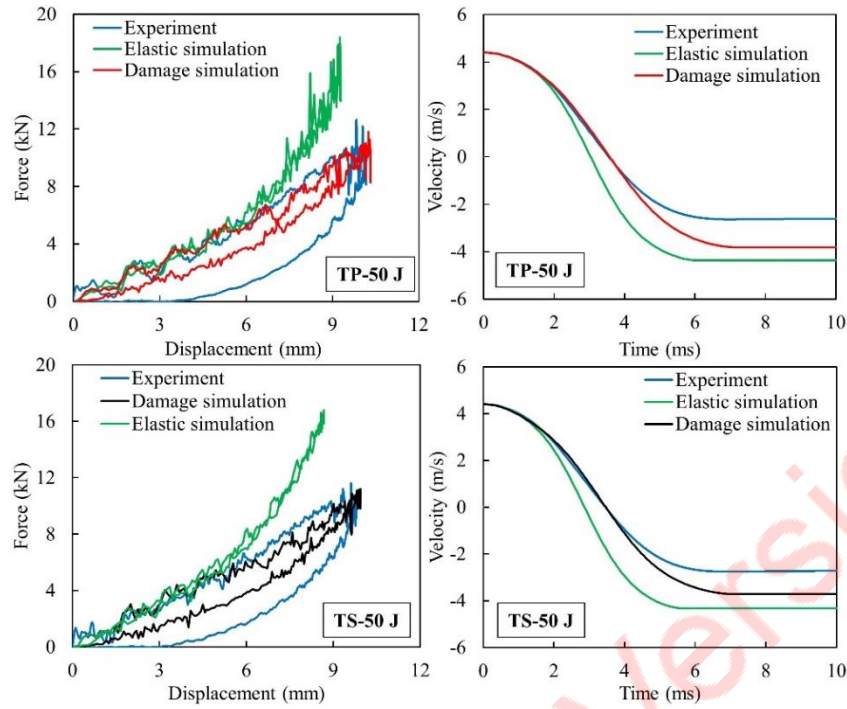 Experiment
Elastic simulation
Damage simulation
Force (kN)
20
16
12
8
4
0
TP-50 J
0 3 6 9 12
Displacement (mm)
Experiment
Elastic simulation
Damage simulation
Velocity (m/s)
6
4
2
0
-2
-4
-6
TP-50 J
0 2 4 6 8 10
Time (ms)
Experiment
Damage simulation
Elastic simulation
Force (kN)
20
16
12
8
4
0
TS-50 J
0 3 6 9 12
Displacement (mm)
Experiment
Elastic simulation
Damage simulation
Velocity (m/s)
6
4
2
0
-2
-4
-6
TS-50 J
0 2 4 6 8 10
Time (ms)
Versi